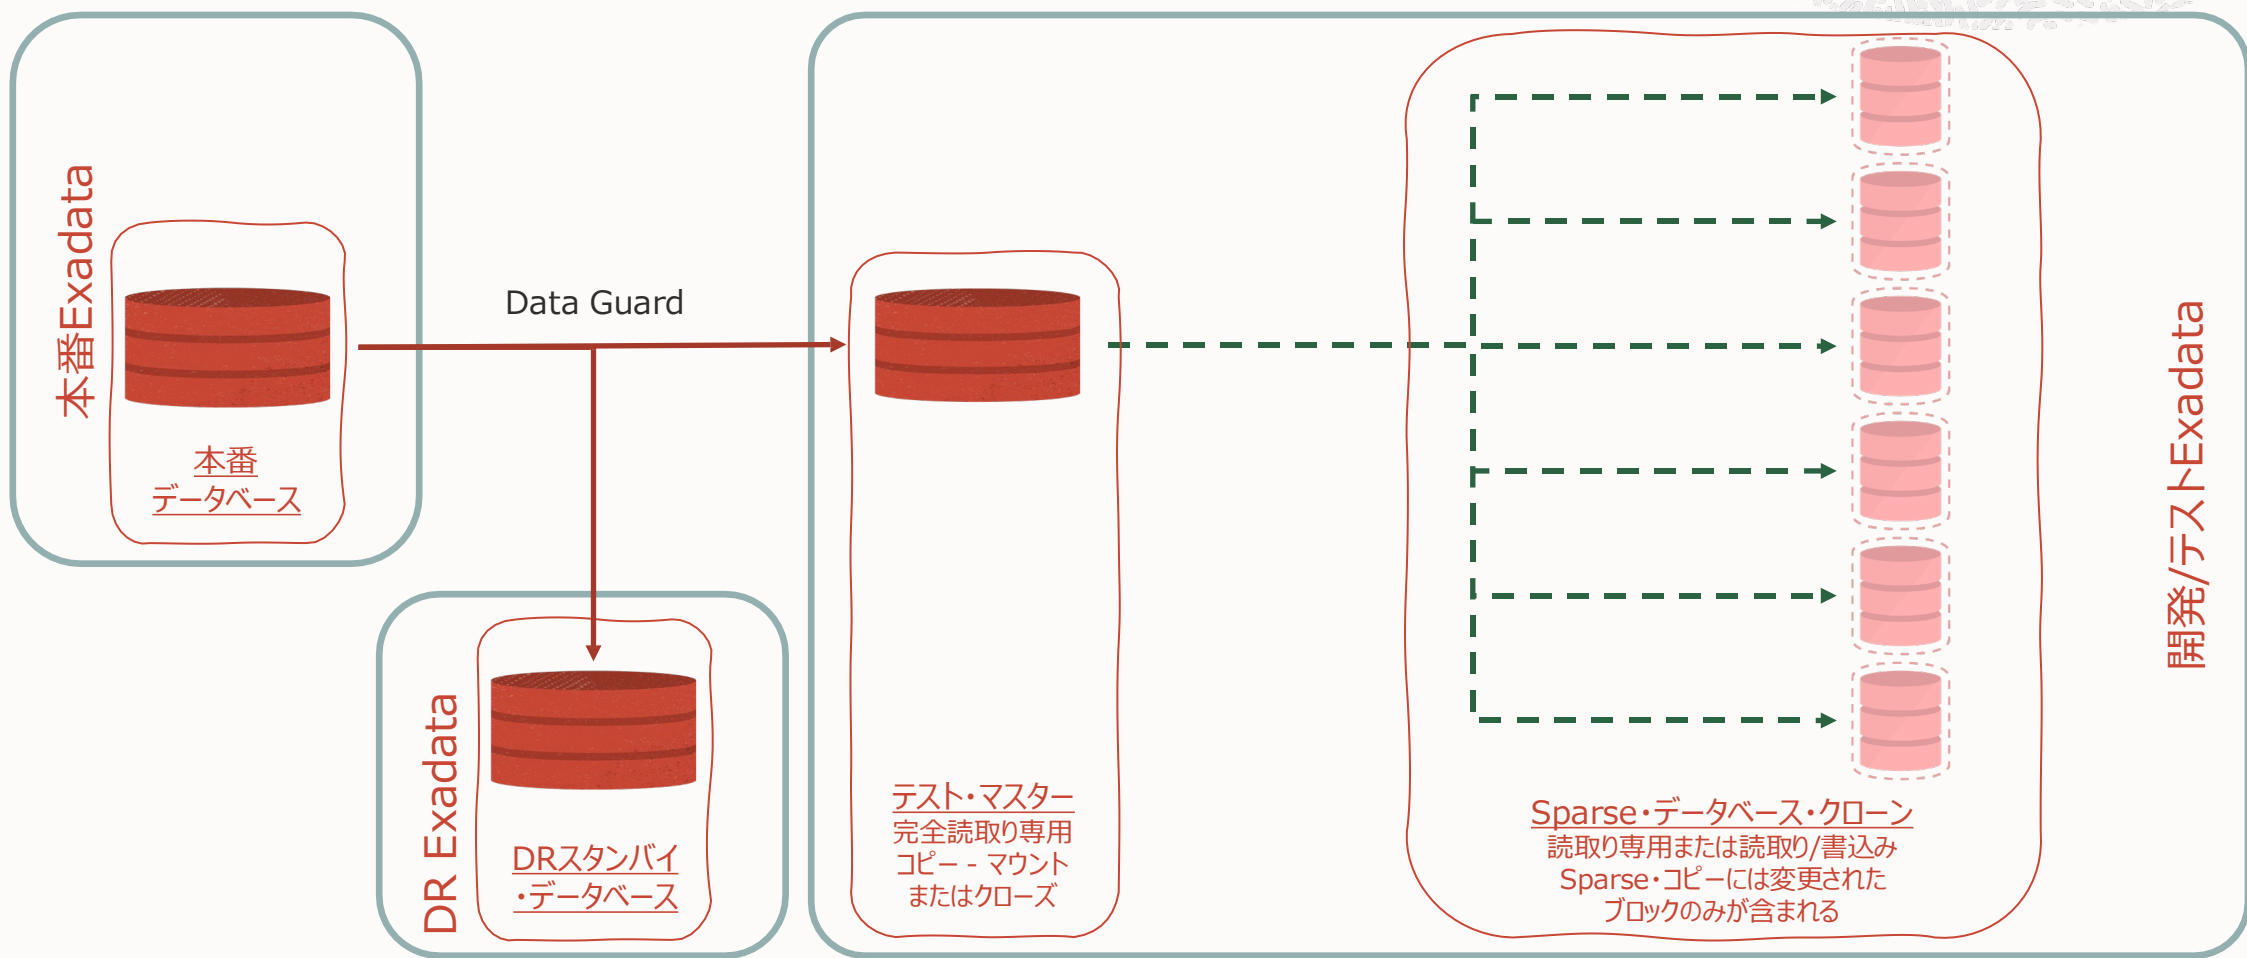 本番Exadata
本番
データベース
Data Guard
DR Exadata
DRスタンバイ
・データベース
テスト・マスター
完全読取り専用
コピー - マウント
またはクローズ
Sparse・データベース・クローン
読取り専用または読取り/書込み
Sparse・コピーには変更された
ブロックのみが含まれる
開発/テストExadata